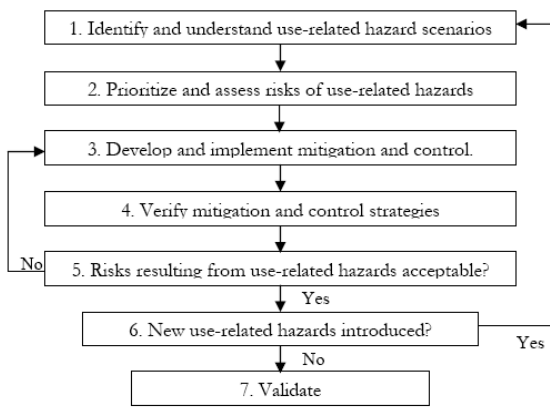 1. Identify and understand use-related hazard scenarios
2. Prioritize and assess risks of use-related hazards
3. Develop and implement mitigation and control.
4. Verify mitigation and control strategies
No
5. Risks resulting from use-related hazards acceptable?
Yes
6. New use-related hazards introduced?
Yes
No
7. Validate